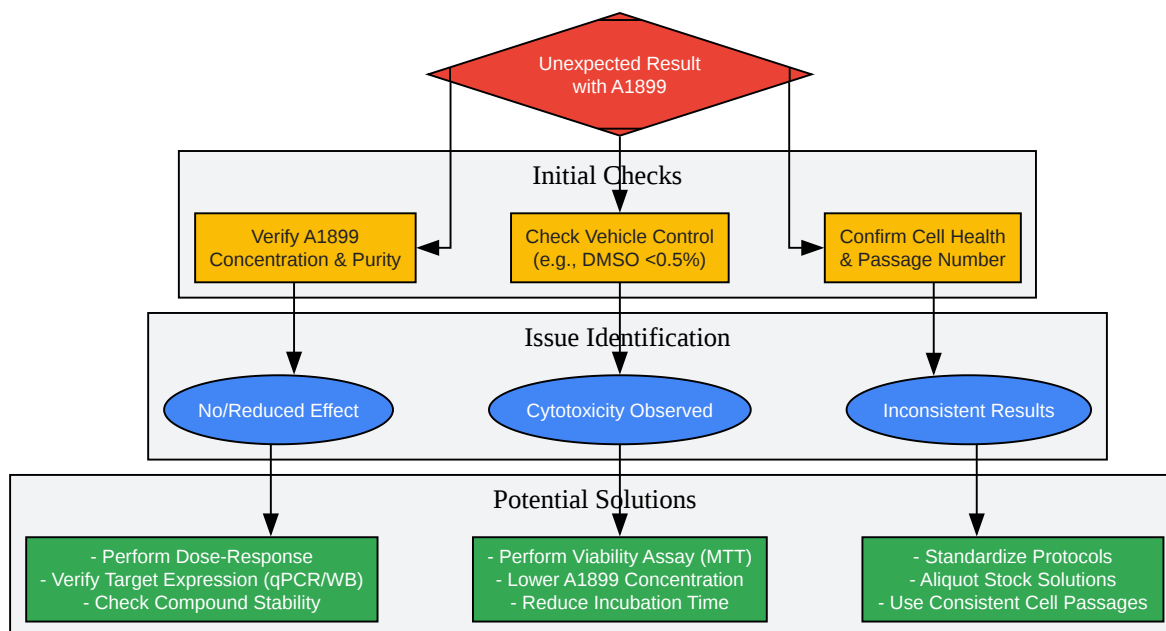 Unexpected Result
with A1899
Initial Checks
Verify A1899
Concentration & Purity
Check Vehicle Control
(e.g., DMSO <0.5%)
Confirm Cell Health
& Passage Number
Issue Identification
No/Reduced Effect
Cytotoxicity Observed
Inconsistent Results
Potential Solutions
- Perform Dose-Response
- Verify Target Expression (qPCR/WB)
- Check Compound Stability
- Perform Viability Assay (MTT)
- Lower A1899 Concentration
- Reduce Incubation Time
- Standardize Protocols
- Aliquot Stock Solutions
- Use Consistent Cell Passages